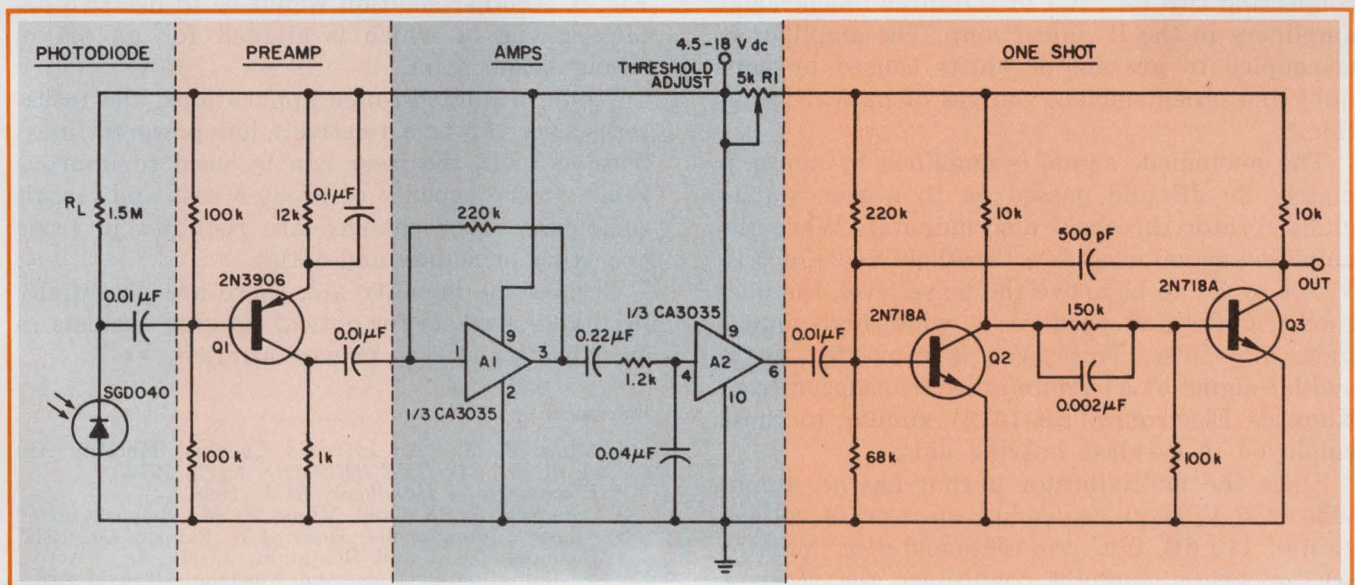 PHOTODIODE
PREAMP
AMPS
4.5-18 V dc
THRESHOLD
ADJUST
5k R1
ONE SHOT
RL
1.5M
100k
12k
0.1µF
220k
220k
10k
10k
500 pF
OUT
2N3906
0.01µF
Q1
0.01µF
1
9
A1
3
2
1/3 CA3035
0.22µF
1.2k
1/3 CA3035
4
9
A2
6
10
0.01µF
2N718A
Q2
150k
0.002µF
2N718A
Q3
SGD040
100k
1k
0.04µF
68k
100k